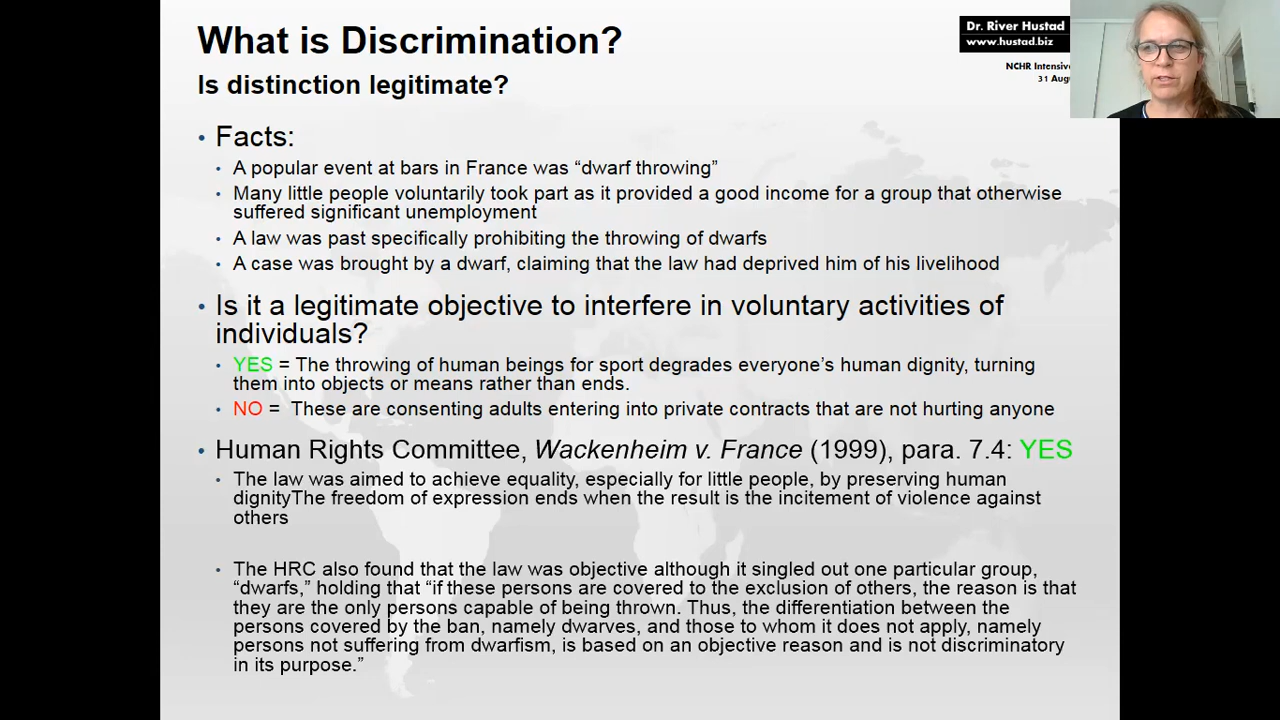 What is Discrimination?
Dr. River Hustad
www.hustad.biz
Is distinction legitimate?
NCHR Intensive
31
• Facts:
• A popular event at bars in France was “dwarf throwing”
• Many little people voluntarily took part as it provided a good income for a group that otherwise
suffered significant unemployment
• A law was past specifically prohibiting the throwing of dwarfs
• A case was brought by a dwarf, claiming that the law had deprived him of his livelihood
• Is it a legitimate objective to interfere in voluntary activities of
individuals?
• YES = The throwing of human beings for sport degrades everyone’s human dignity, turning
them into objects or means rather than ends.
• NO = These are consenting adults entering into private contracts that are not hurting anyone
• Human Rights Committee, Wackenheim v. France (1999), para. 7.4: YES
• The law was aimed to achieve equality, especially for little people, by preserving human
dignityThe freedom of expression ends when the result is the incitement of violence against
others
• The HRC also found that the law was objective although it singled out one particular group,
“dwarfs,” holding that “if these persons are covered to the exclusion of others, the reason is that
they are the only persons capable of being thrown. Thus, the differentiation between the
persons covered by the ban, namely dwarves, and those to whom it does not apply, namely
persons not suffering from dwarfism, is based on an objective reason and is not discriminatory
in its purpose.”